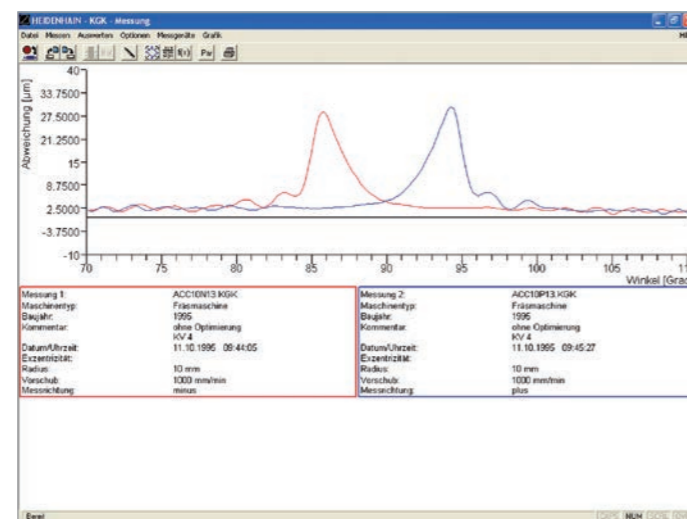 HEIDENHAIN - KGK - Messung
Datei Messen Auswerten Optionen Messgeräte Grafik
f(x) Par
Abweichung [µm]
40
33.7500
27.5000
21.2500
15
8.7500
2.5000
-3.7500
-10
70 75 80 85 90 95 100 105
Winkel [Grad
Messung 1: ACC10N13.KGK
Maschinentyp: Fräsmaschine
Baujahr: 1995
Kommentar: ohne Optimierung
KV 4
Datum/Uhrzeit: 11.10.1995 09:44:05
Exzentrizität:
Radius: 10 mm
Vorschub: 1000 mm/min
Messrichtung: minus
Messung 2: ACC10P13.KGK
Maschinentyp: Fräsmaschine
Baujahr: 1995
Kommentar: ohne Optimierung
KV 4
Datum/Uhrzeit: 11.10.1995 09:45:27
Exzentrizität:
Radius: 10 mm
Vorschub: 1000 mm/min
Messrichtung: plus
Bereit CAPS NUM SCRL